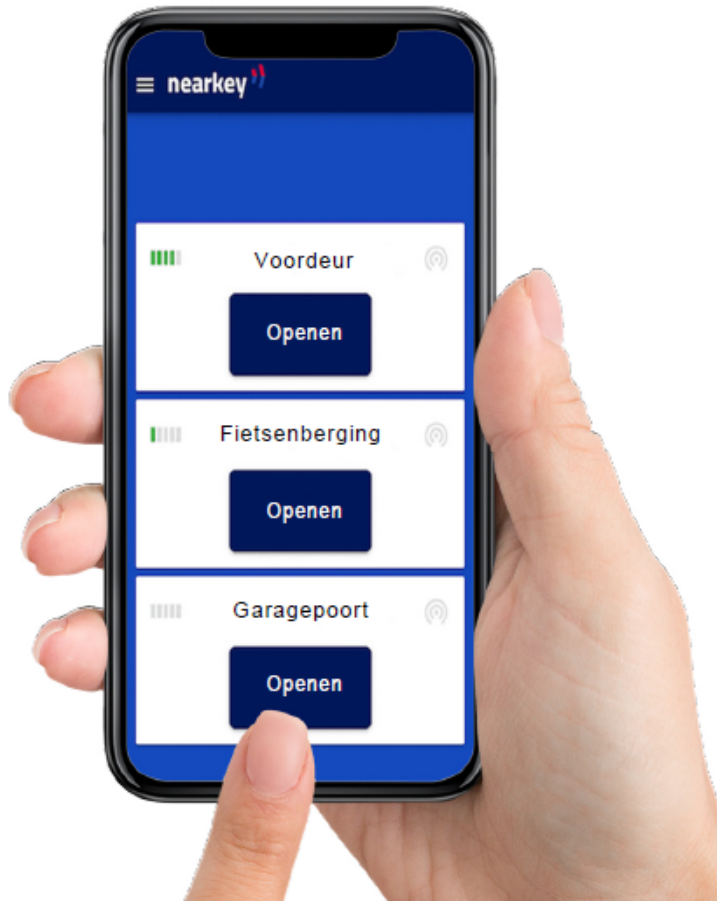 nearkey
Voordeur
Openen
Fietsenberging
Openen
Garagepoort
Openen